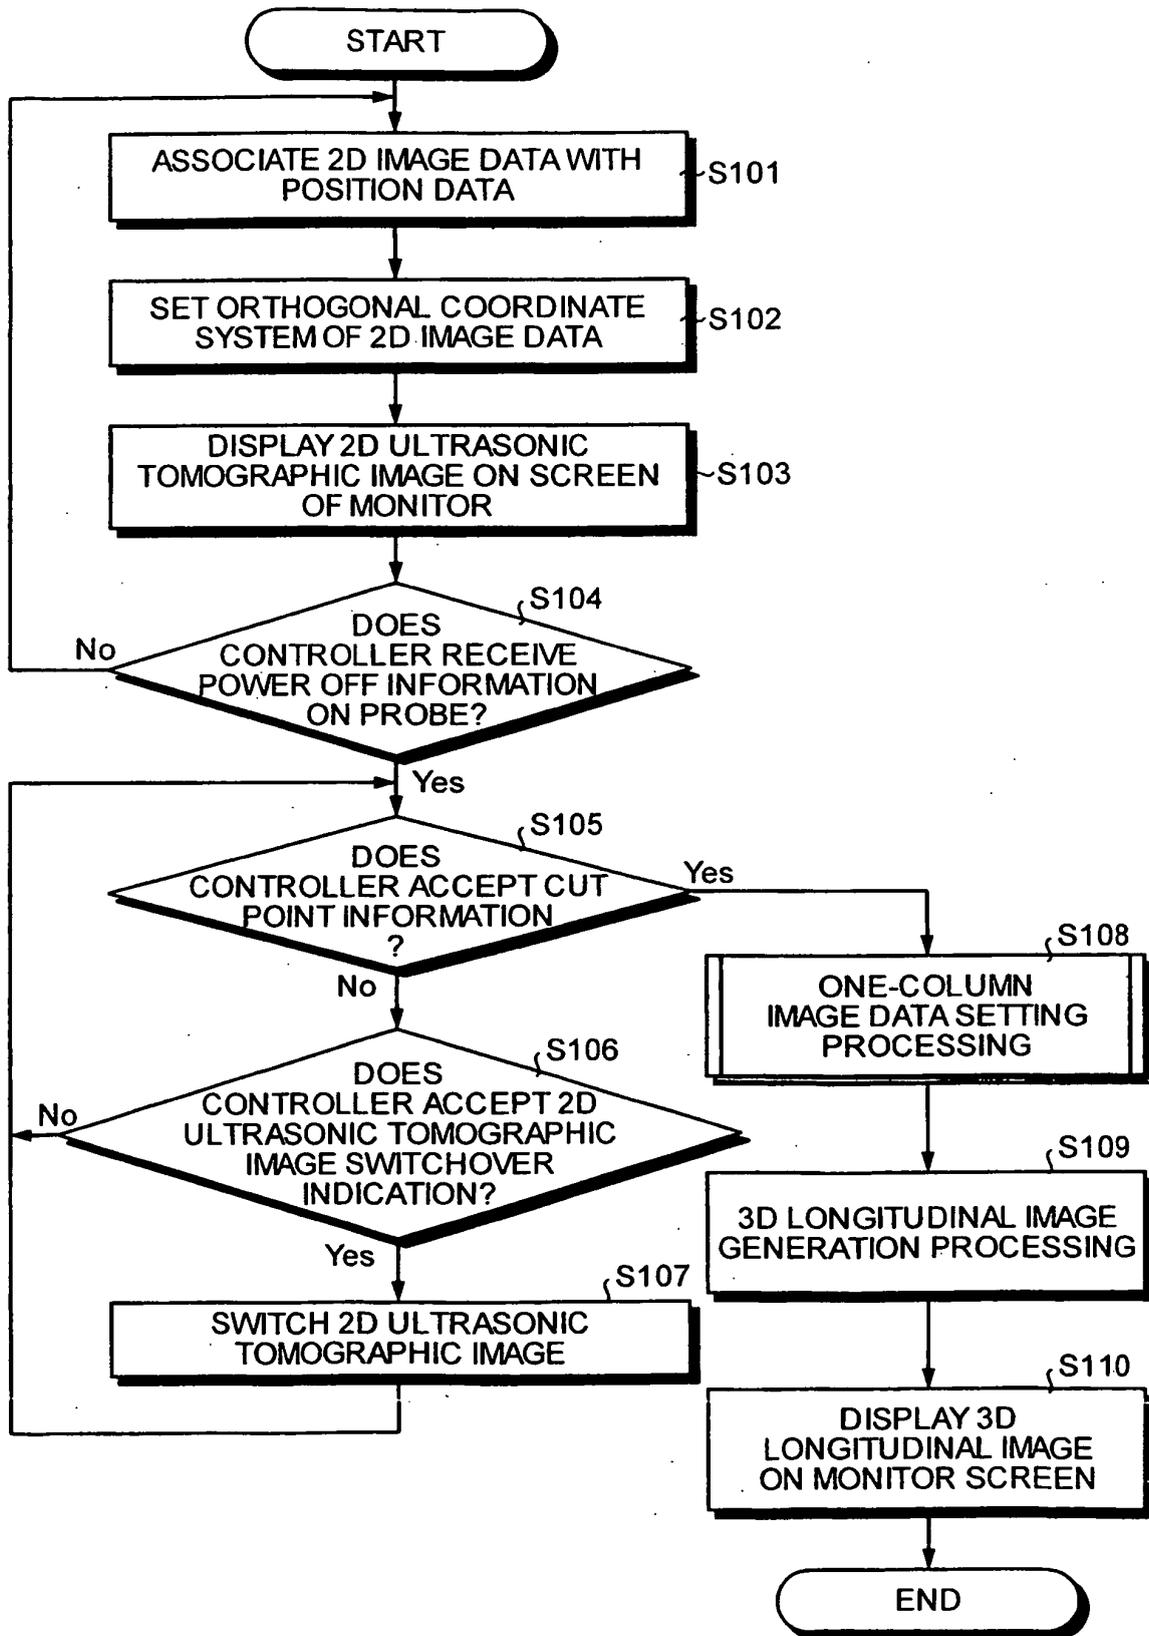 START
ASSOCIATE 2D IMAGE DATA WITH
POSITION DATA
S101
SET ORTHOGONAL COORDINATE
SYSTEM OF 2D IMAGE DATA
S102
DISPLAY 2D ULTRASONIC
TOMOGRAPHIC IMAGE ON SCREEN
OF MONITOR
S103
S104
DOES
CONTROLLER RECEIVE
POWER OFF INFORMATION
ON PROBE?
No
Yes
S105
DOES
CONTROLLER ACCEPT CUT
POINT INFORMATION
?
Yes
No
S106
DOES
CONTROLLER ACCEPT 2D
ULTRASONIC TOMOGRAPHIC
IMAGE SWITCHOVER
INDICATION?
No
Yes
S107
SWITCH 2D ULTRASONIC
TOMOGRAPHIC IMAGE
S108
ONE-COLUMN
IMAGE DATA SETTING
PROCESSING
S109
3D LONGITUDINAL IMAGE
GENERATION PROCESSING
S110
DISPLAY 3D
LONGITUDINAL IMAGE
ON MONITOR SCREEN
END